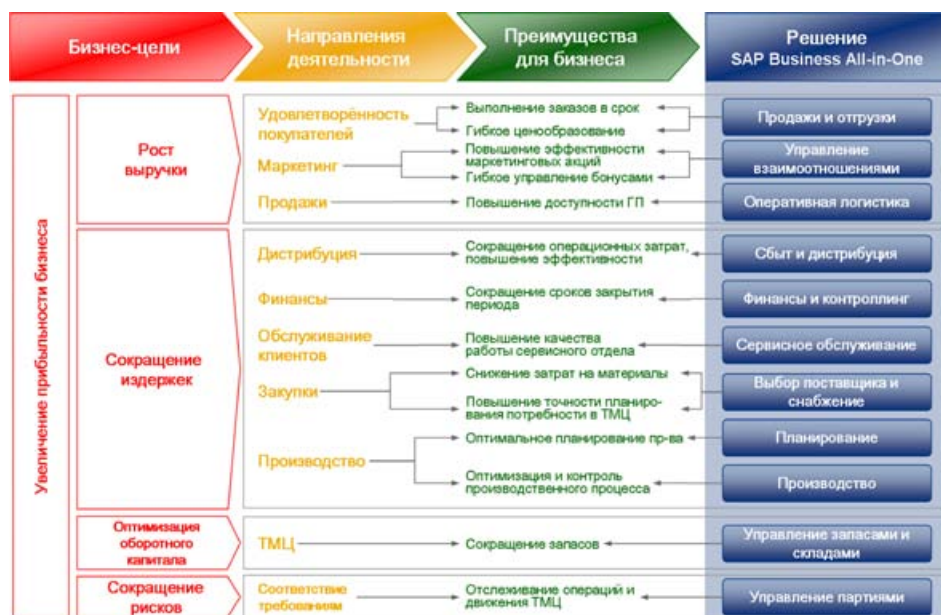 Бизнес-цели
Направления
деятельности
Преимущества
для бизнеса
Решение
SAP Business All-in-One
Увеличение прибыльности бизнеса
Рост
выручки
Удовлетворённость
покупателей
Выполнение заказов в срок
Гибкое ценообразование
Продажи и отгрузки
Маркетинг
Повышение эффективности
маркетинговых акций
Гибкое управление бонусами
Управление
взаимоотношениями
Продажи
Повышение доступности ГП
Оперативная логистика
Сокращение
издержек
Дистрибуция
Сокращение операционных затрат,
повышение эффективности
Сбыт и дистрибуция
Финансы
Сокращение сроков закрытия
периода
Финансы и контроллинг
Обслуживание
клиентов
Повышение качества
работы сервисного отдела
Сервисное обслуживание
Закупки
Снижение затрат на материалы
Повышение точности планиро-
вания потребности в ТМЦ
Выбор поставщика и
снабжение
Производство
Оптимальное планирование пр-ва
Планирование
Оптимизация и контроль
производственного процесса
Производство
Оптимизация
оборотного
капитала
ТМЦ
Сокращение запасов
Управление запасами и
складами
Сокращение
рисков
Соответствие
требованиям
Отслеживание операций и
движения ТМЦ
Управление партиями